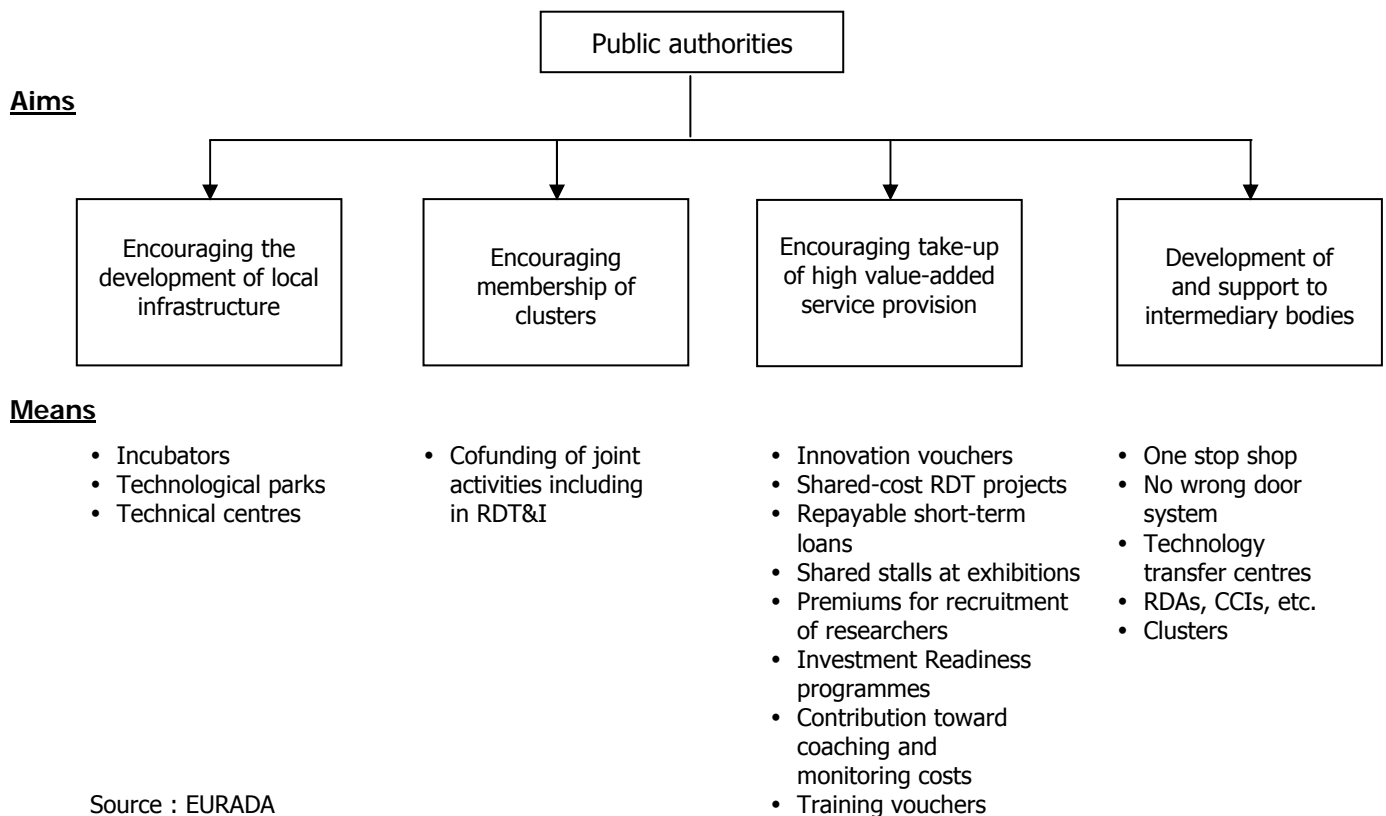 Public authorities
Aims
Encouraging the
development of local
infrastructure
Encouraging
membership of
clusters
Encouraging take-up
of high value-added
service provision
Development of
and support to
intermediary bodies
Means
• Incubators
• Technological parks
• Technical centres
• Cofunding of joint
activities including
in RDT&I
• Innovation vouchers
• Shared-cost RDT projects
• Repayable short-term
loans
• Shared stalls at exhibitions
• Premiums for recruitment
of researchers
• Investment Readiness
programmes
• Contribution toward
coaching and
monitoring costs
• Training vouchers
• One stop shop
• No wrong door
system
• Technology
transfer centres
• RDAs, CCIs, etc.
• Clusters
Source : EURADA